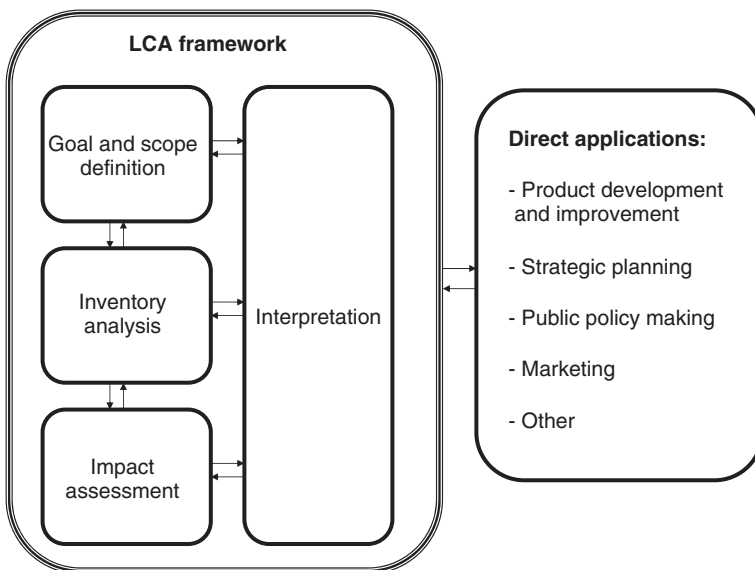 LCA framework
Goal and scope
definition
Inventory
analysis
Impact
assessment
Interpretation
Direct applications:
- Product development
and improvement
- Strategic planning
- Public policy making
- Marketing
- Other